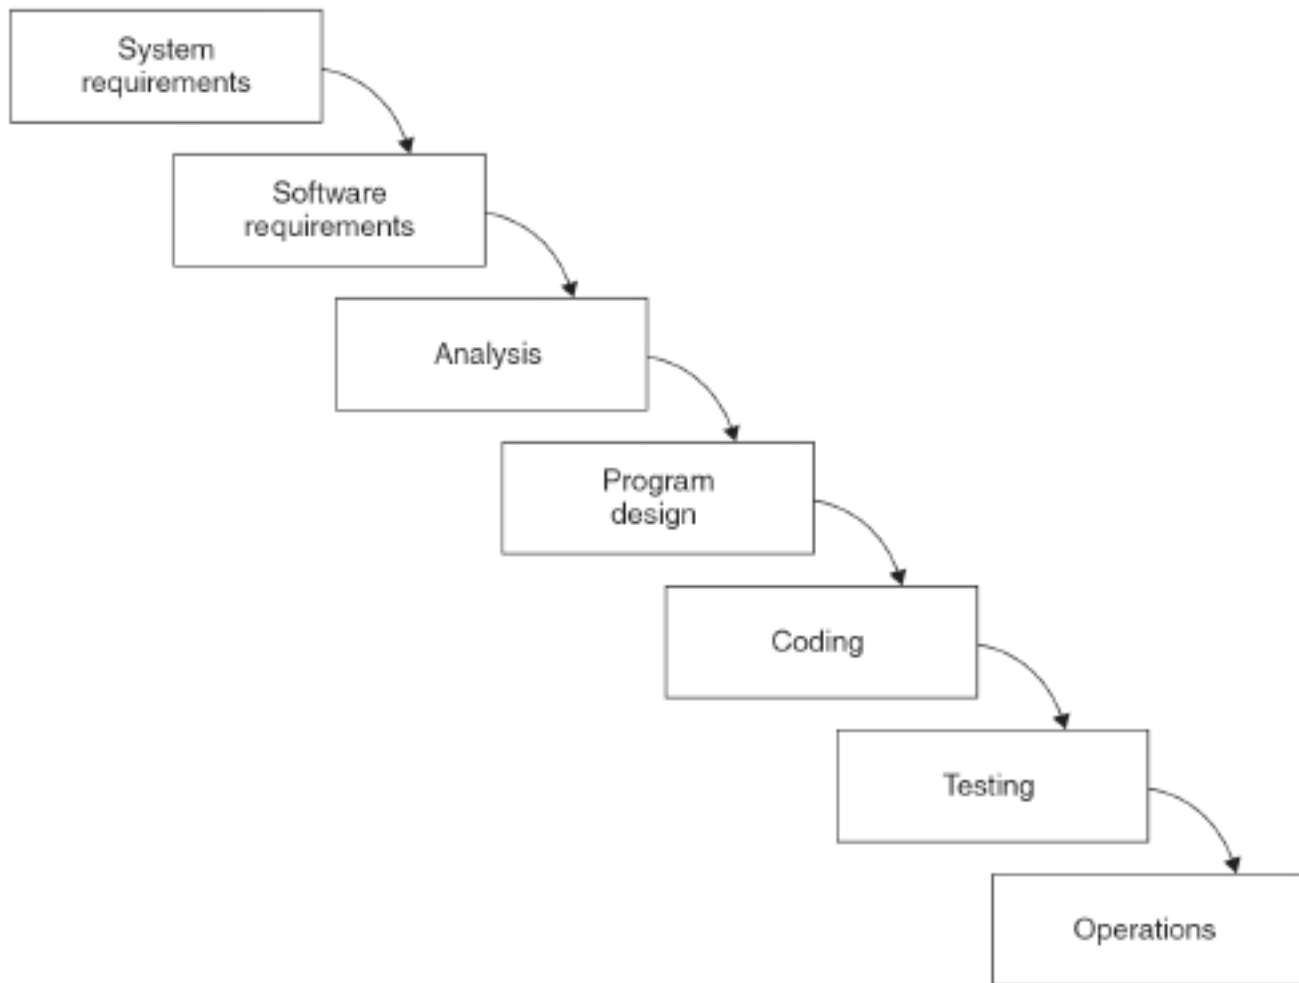 System
requirements
Software
requirements
Analysis
Program
design
Coding
Testing
Operations